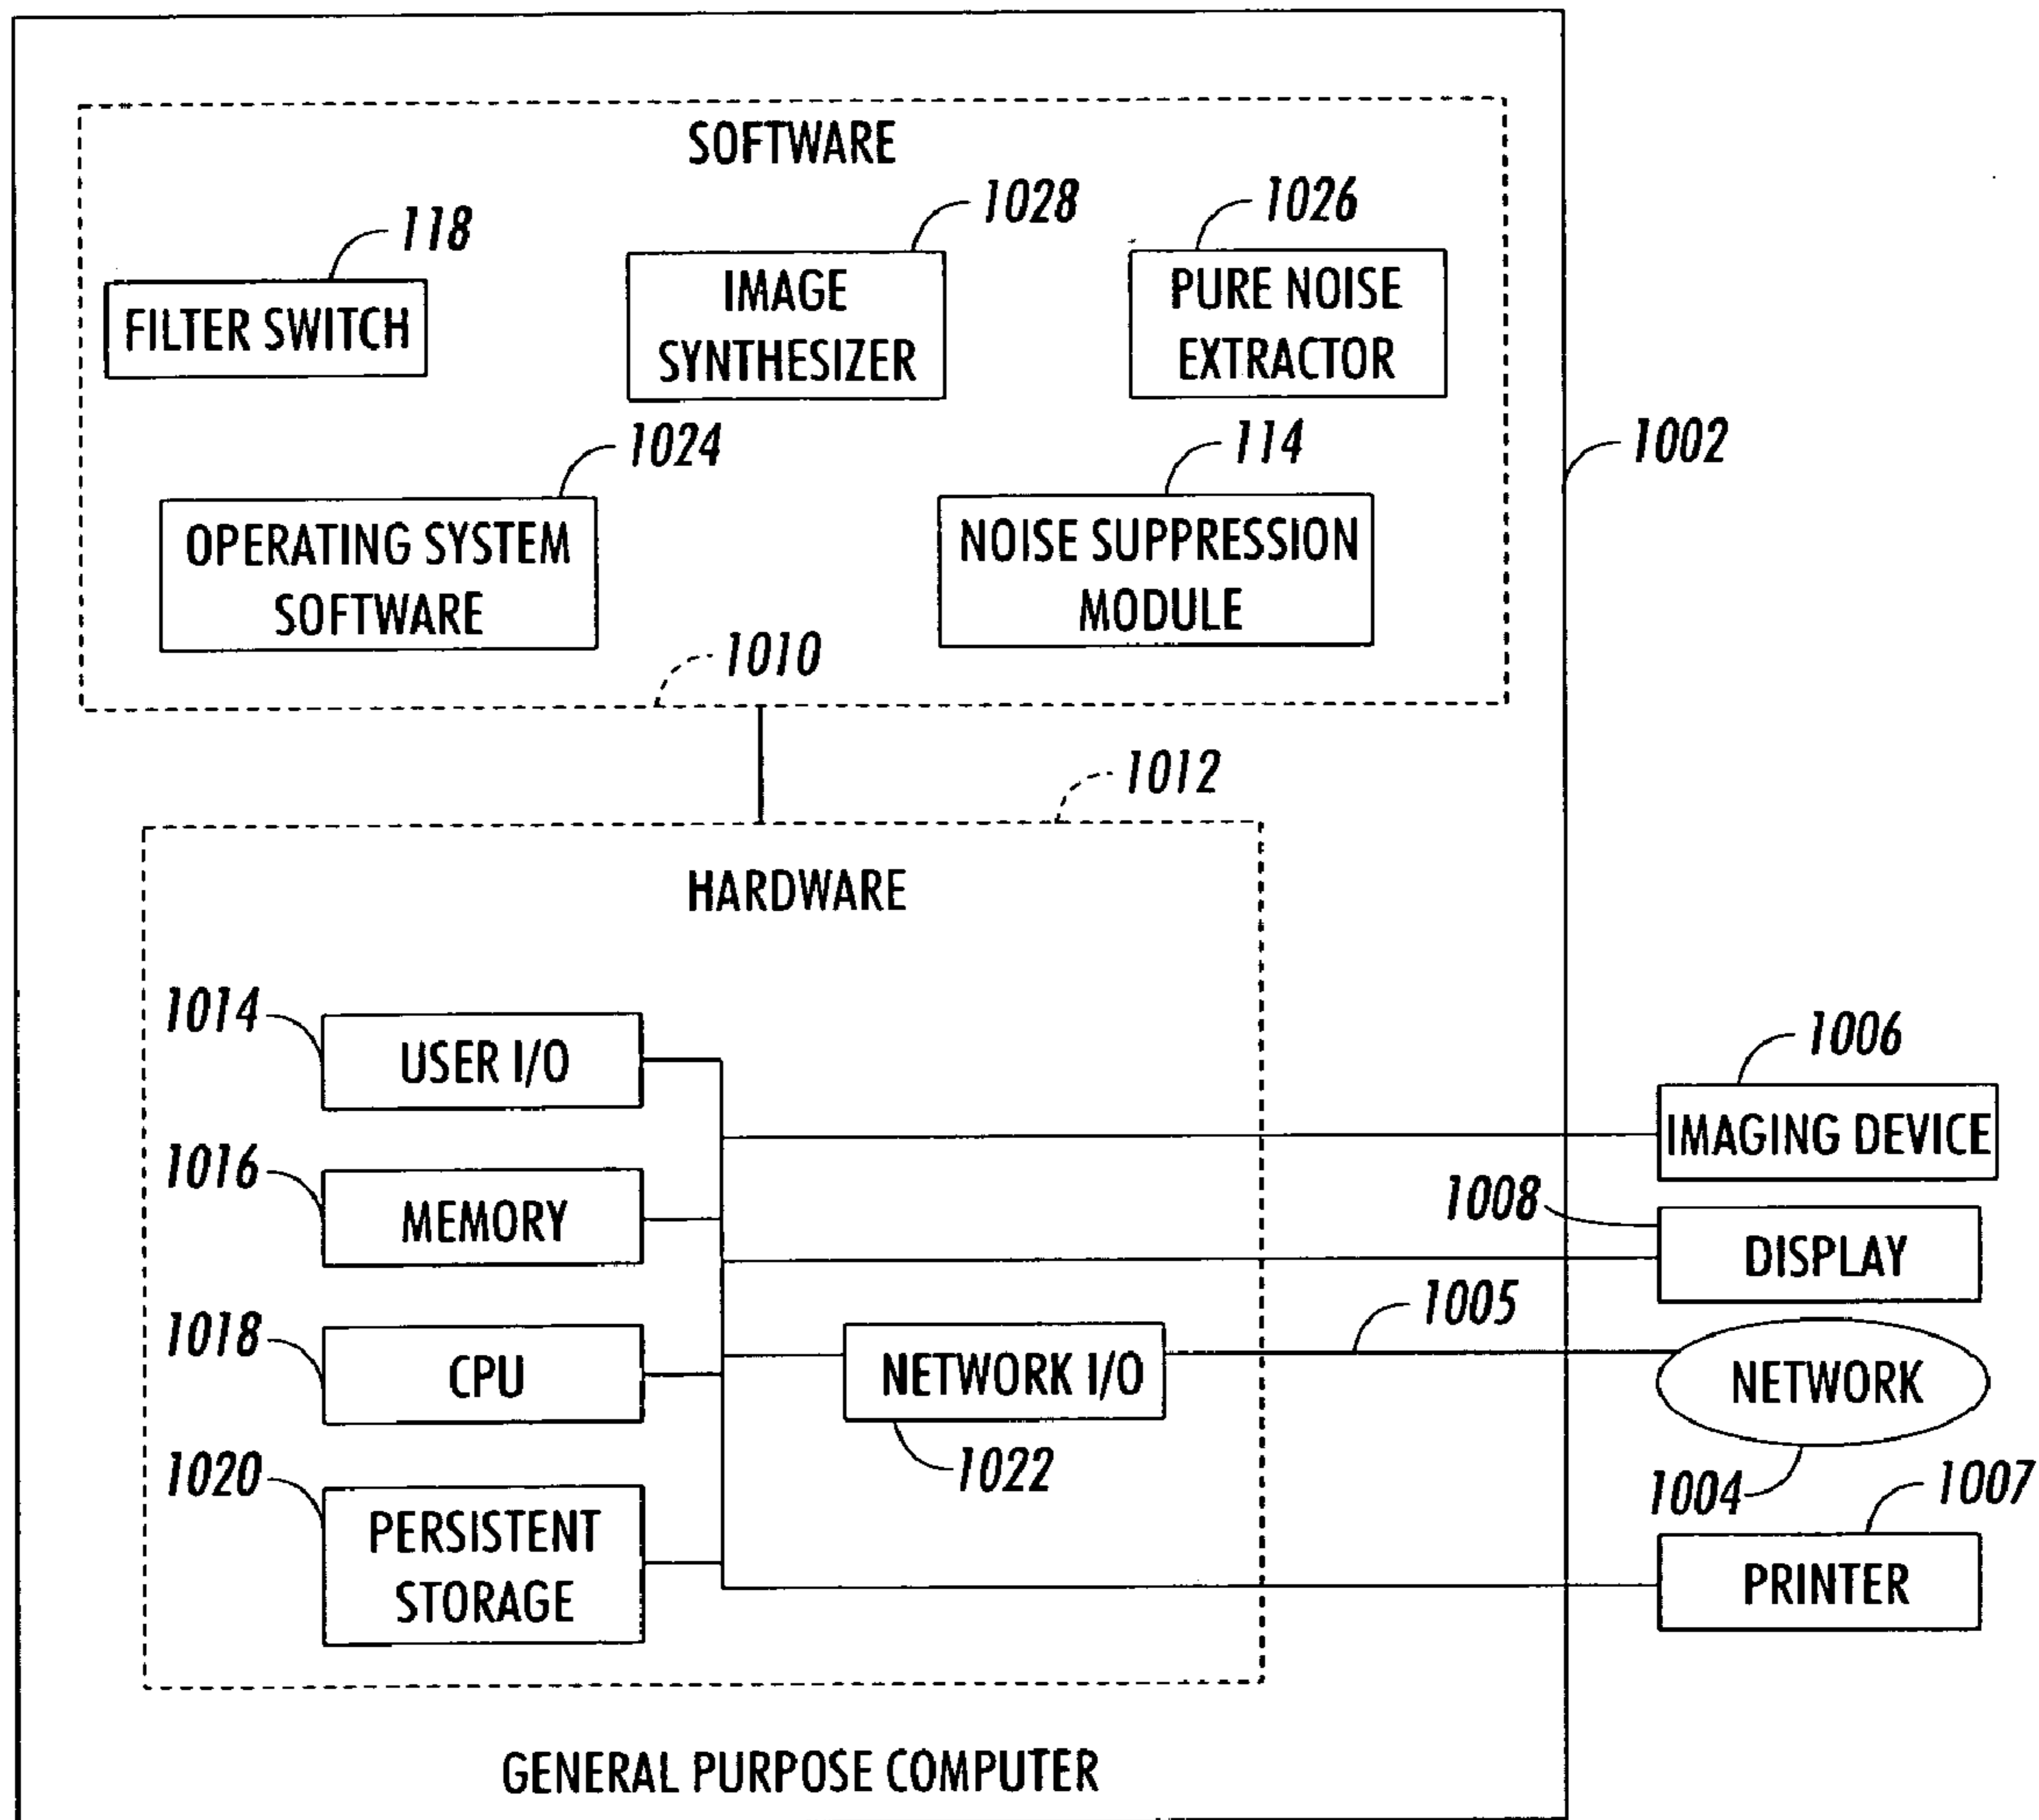 SOFTWARE
118
1028
1026
FILTER SWITCH
IMAGE
SYNTHESIZER
PURE NOISE
EXTRACTOR
1024
114
1002
OPERATING SYSTEM
SOFTWARE
NOISE SUPPRESSION
MODULE
1010
1012
HARDWARE
1014
USER I/O
1006
IMAGING DEVICE
1016
MEMORY
1008
DISPLAY
1005
1018
CPU
NETWORK I/O
NETWORK
1022
1004
1007
1020
PERSISTENT
STORAGE
PRINTER
GENERAL PURPOSE COMPUTER